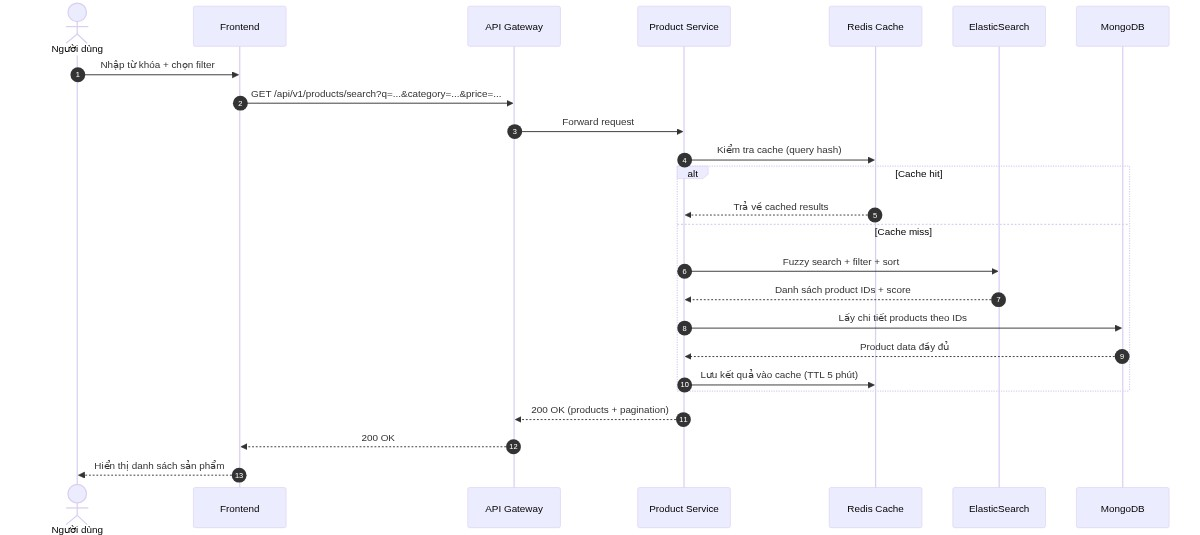 Frontend
API Gateway
Product Service
Redis Cache
ElasticSearch
MongoDB
Người dùng
1
Nhập từ khóa + chọn filter
2
GET /api/v1/products/search?q=...&category=...&price=...
3
Forward request
4
Kiểm tra cache (query hash)
alt
[Cache hit]
Trả về cached results
5
[Cache miss]
6
Fuzzy search + filter + sort
Danh sách product IDs + score
7
8
Lấy chi tiết products theo IDs
Product data đầy đủ
9
10
Lưu kết quả vào cache (TTL 5 phút)
200 OK (products + pagination)
11
200 OK
12
Hiển thị danh sách sản phẩm
13
Frontend
API Gateway
Product Service
Redis Cache
ElasticSearch
MongoDB
Người dùng